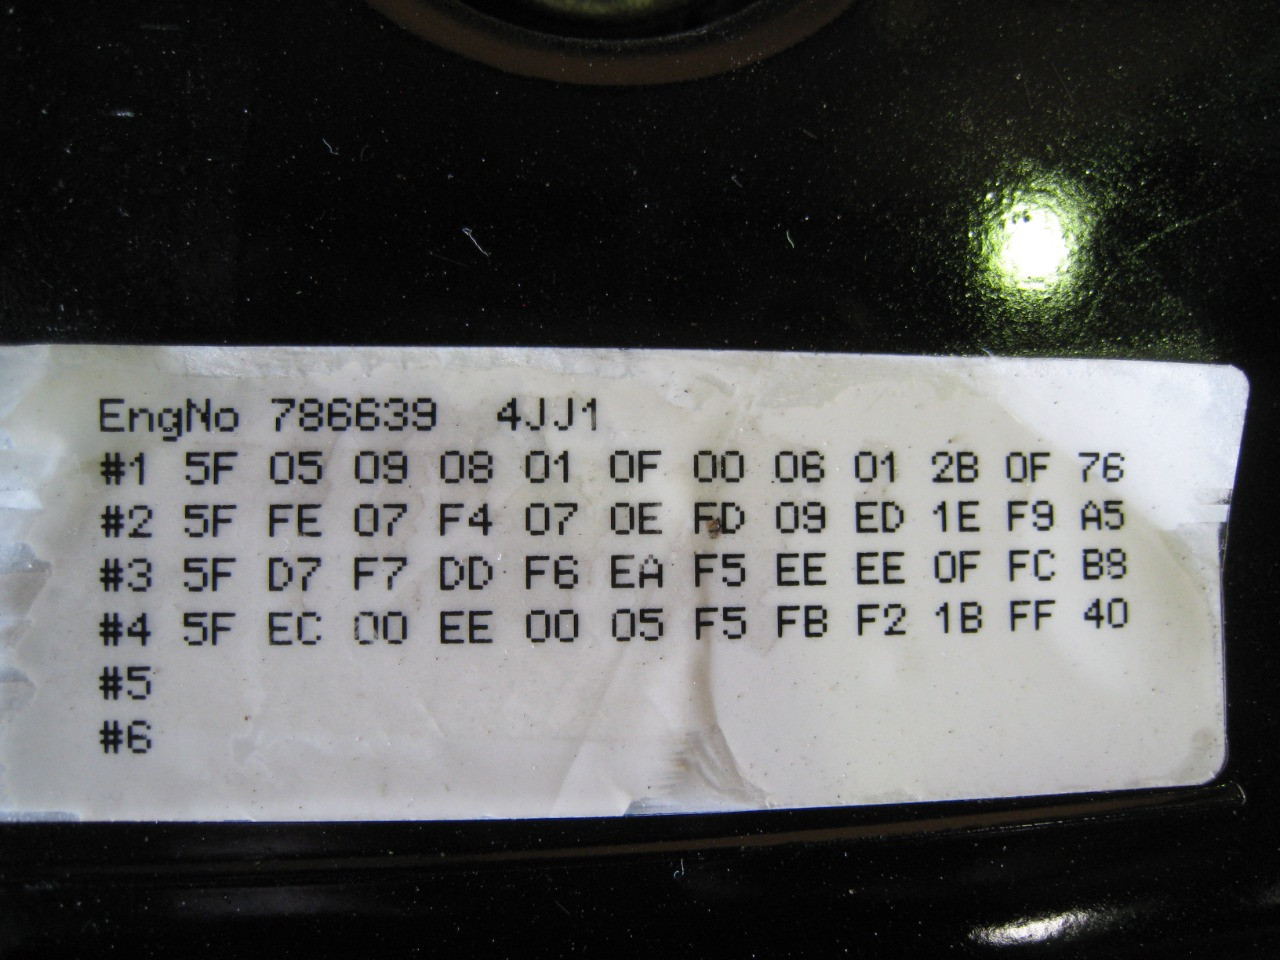 EngNo 786639 4JJ1
#1 5F 05 09 08 01 0F 00 06 01 2B 0F 76
#2 5F FE 07 F4 07 0E FD 09 ED 1E F9 A5
#3 5F D7 F7 DD F6 EA F5 EE EE 0F FC B8
#4 5F EC 00 EE 00 05 F5 FB F2 1B FF 40
#5
#6